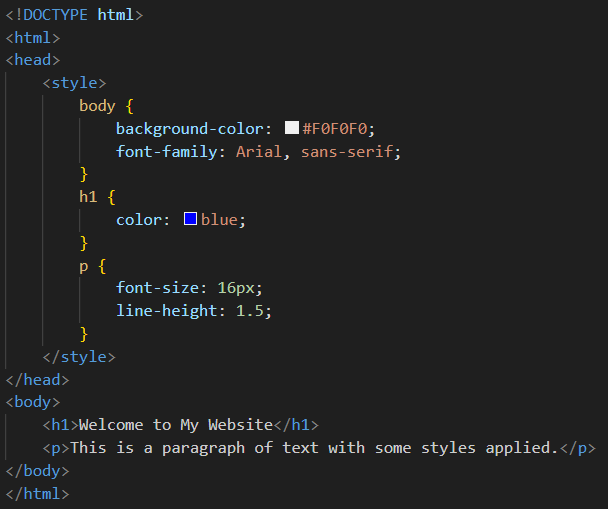 <!DOCTYPE html>
<html>
<head>
    <style>
        body {
            background-color: #F0F0F0;
            font-family: Arial, sans-serif;
        }
        h1 {
            color: blue;
        }
        p {
            font-size: 16px;
            line-height: 1.5;
        }
    </style>
</head>
<body>
    <h1>Welcome to My Website</h1>
    <p>This is a paragraph of text with some styles applied.</p>
</body>
</html>